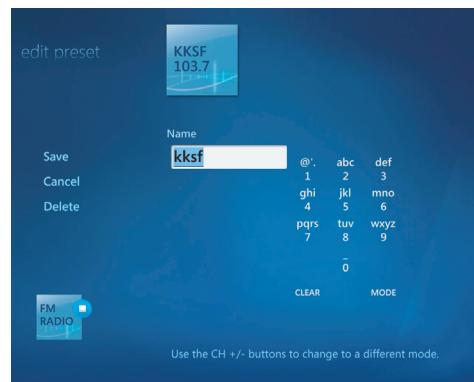 edit preset
KKSF
103.7
Name
kksf
Save
Cancel
Delete
@'. abc def
1 2 3
ghi jkl mno
4 5 6
pqrs tuv wxyz
7 8 9
_
0
CLEAR MODE
FM
RADIO
Use the CH +/- buttons to change to a different mode.